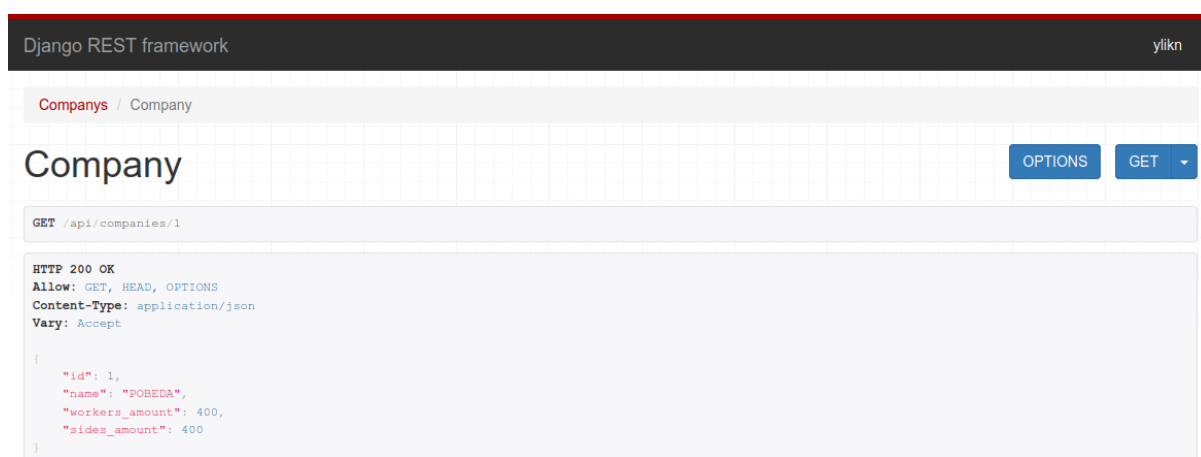 Django REST framework ylikn
Companys / Company
Company OPTIONS GET
GET /api/companies/1
HTTP 200 OK
Allow: GET, HEAD, OPTIONS
Content-Type: application/json
Vary: Accept
{
    "id": 1,
    "name": "POBEDA",
    "workers_amount": 400,
    "sides_amount": 400
}